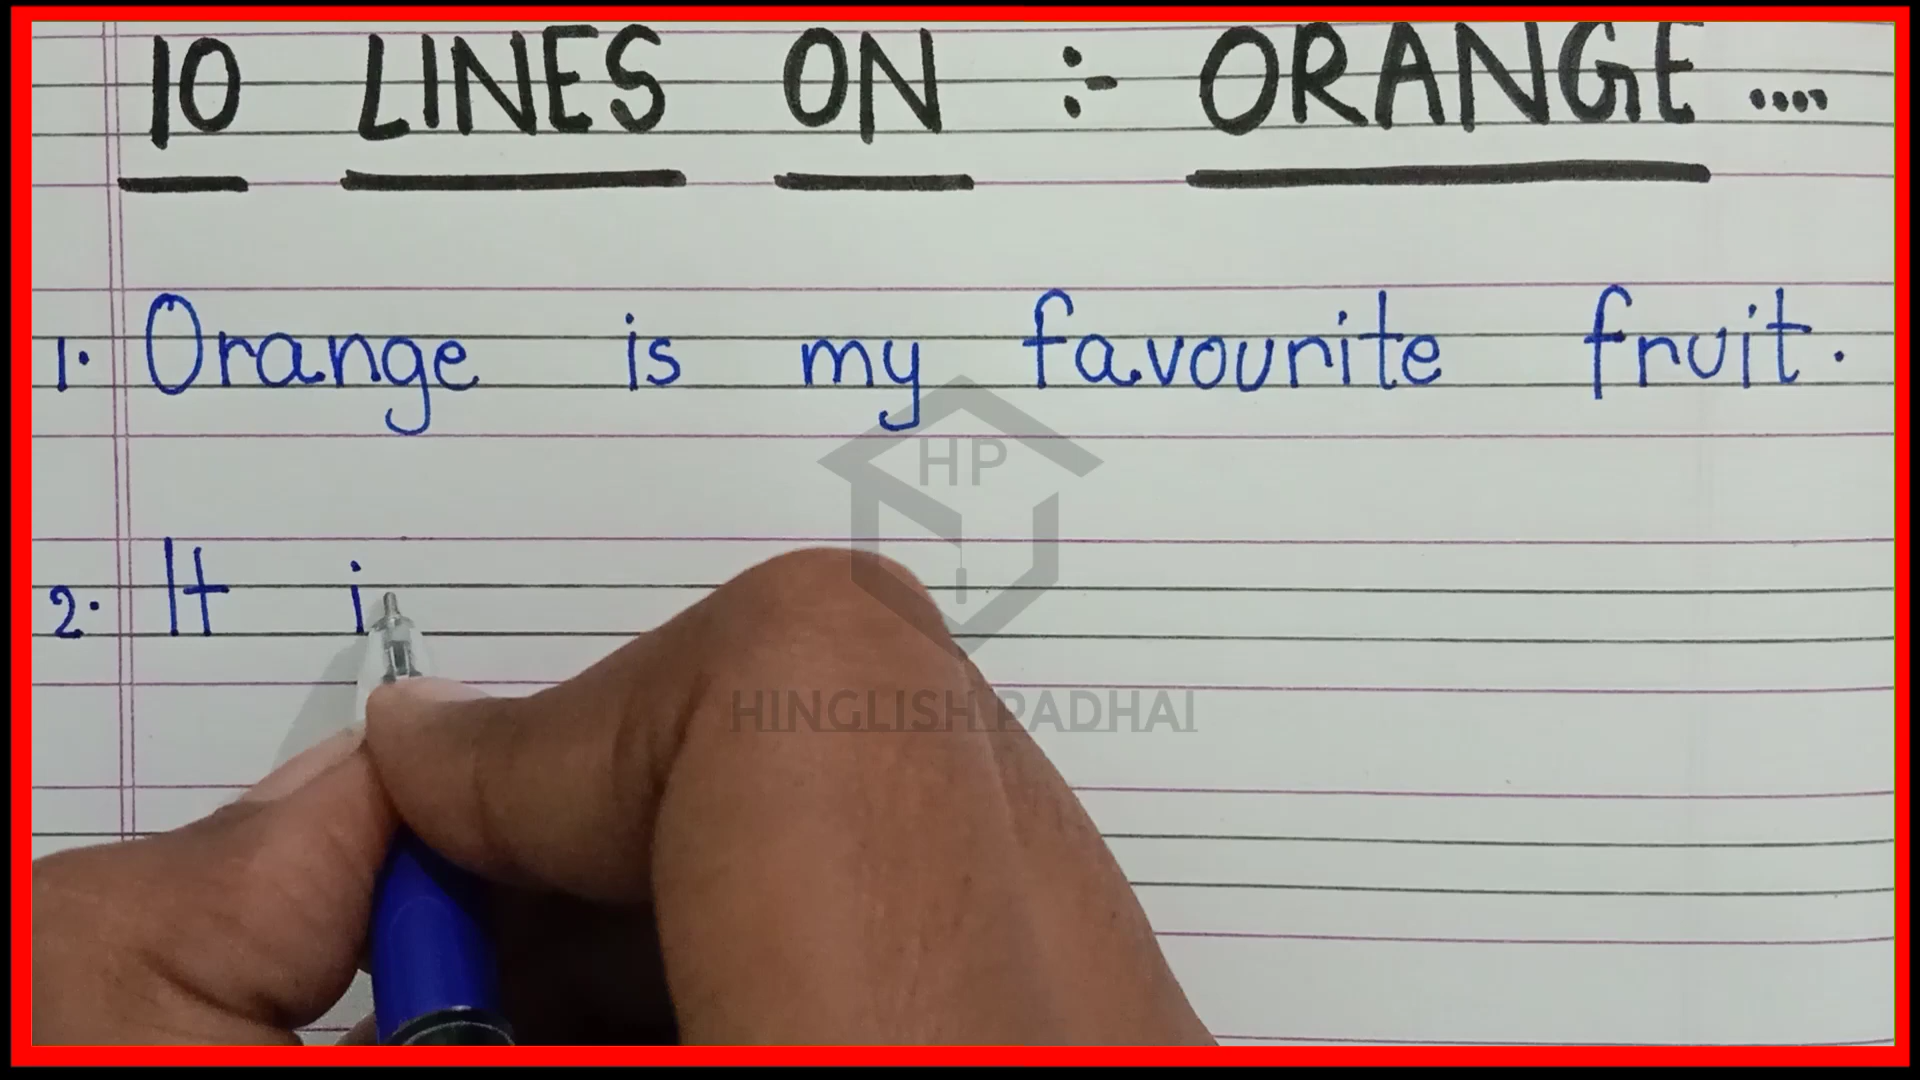 10 LINES ON :- ORANGE....
1. Orange is my favourite fruit.
HP
2. It i
HINGLISH PADHAI